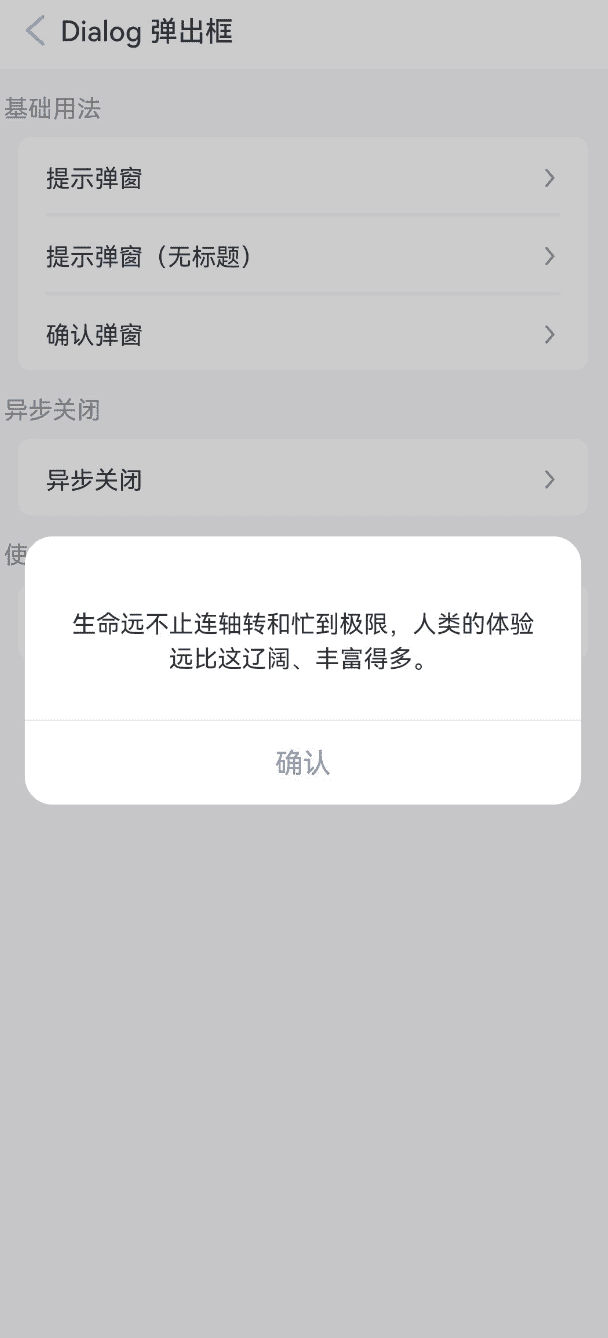 Dialog 弹出框
基础用法
提示弹窗
提示弹窗（无标题）
确认弹窗
异步关闭
异步关闭
使
生命远不止连轴转和忙到极限，人类的体验
远比这辽阔、丰富得多。
确认